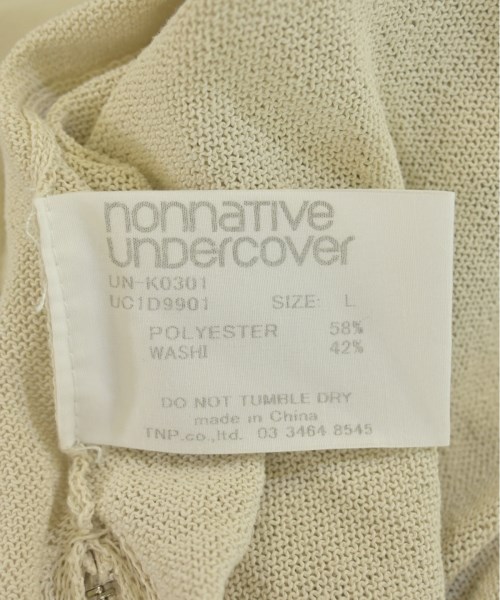 nonnative
undercover
UN-K0301
UC1D9901 SIZE: L
POLYESTER 58%
WASHI 42%
DO NOT TUMBLE DRY
made in China
TNP.co.,ltd. 03 3464 8545